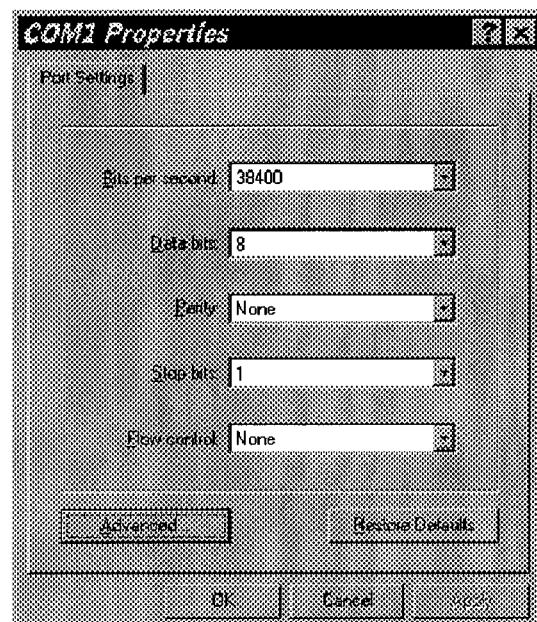 COM1 Properties
Port Settings
Bits per second: 38400
Data bits: 8
Parity: None
Stop bits: 1
Flow control: None
Advanced...
Restore Defaults
OK
Cancel
Apply